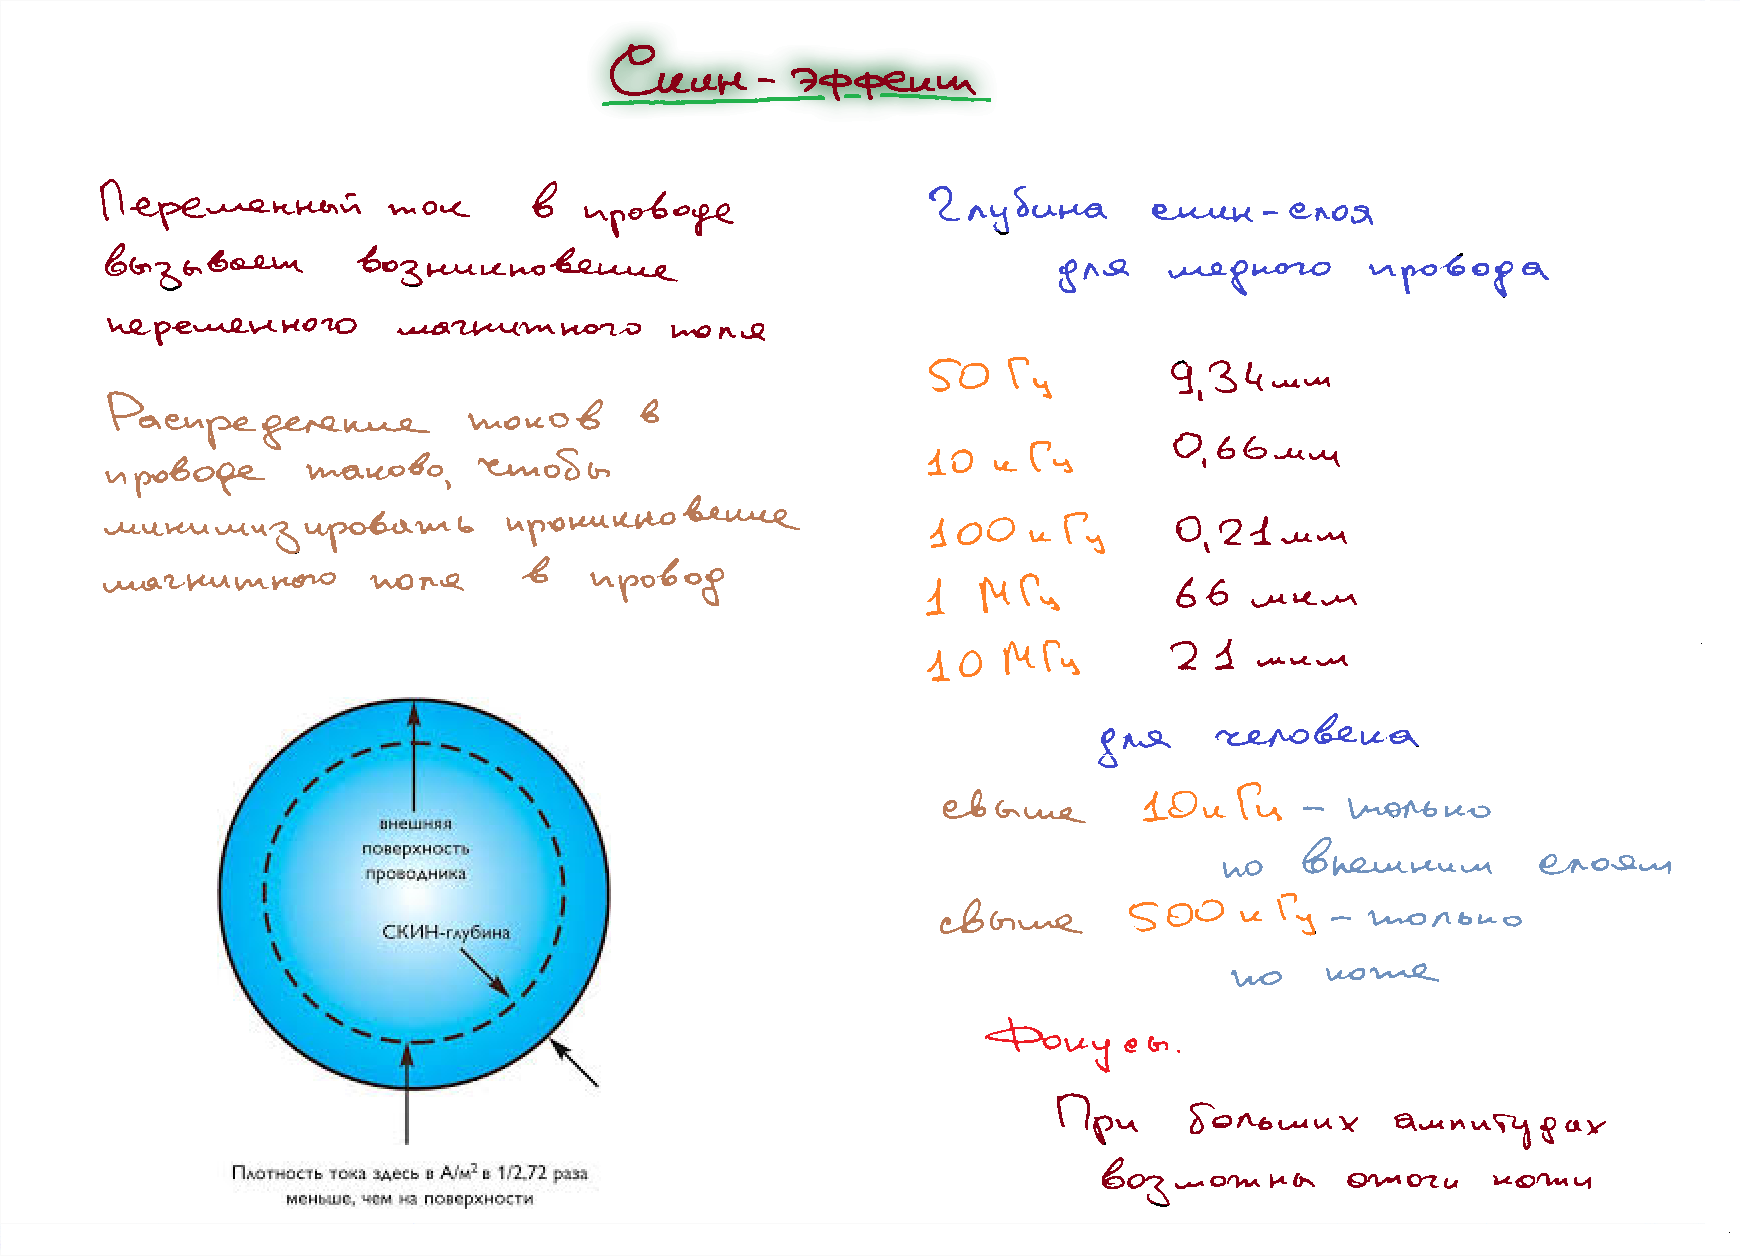 Скин-эффект
Переменный ток в проводе
вызывает возникновение
переменного магнитного поля
Распределение токов в
проводе таково, чтобы
минимизировать проникновение
магнитного поля в провод
внешняя
поверхность
проводника
СКИН-глубина
Плотность тока здесь в А/м² в 1/2,72 раза
меньше, чем на поверхности
Глубина скин-слоя
для медного провода
50 Гц 9,34 мм
10 кГц 0,66 мм
100 кГц 0,21 мм
1 МГц 66 мкм
10 МГц 21 мкм
для человека
свыше 10 кГц - только
по внешним слоям
свыше 500 кГц - только
по коже
Фокусы.
При больших ампитудах
возможны ожоги кожи